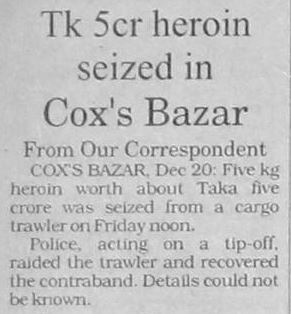 Tk 5cr heroin
seized in
Cox's Bazar
From Our Correspondent
COX'S BAZAR, Dec 20: Five kg
heroin worth about Taka five
crore was seized from a cargo
trawler on Friday noon.
Police, acting on a tip-off,
raided the trawler and recovered
the contraband. Details could not
be known.